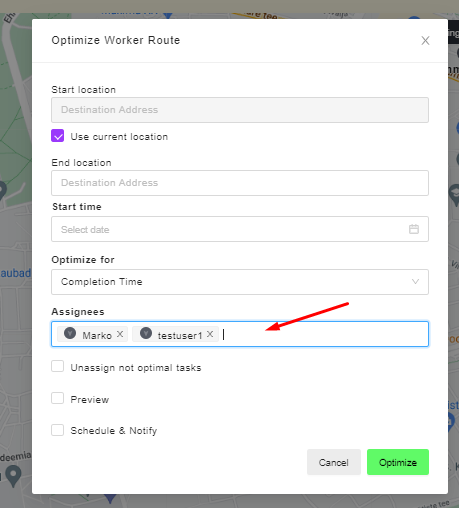 Optimize Worker Route
Start location
Destination Address
Use current location
End location
Destination Address
Start time
Select date
Optimize for
Completion Time
Assignees
Marko testuser1
Unassign not optimal tasks
Preview
Schedule & Notify
Cancel Optimize